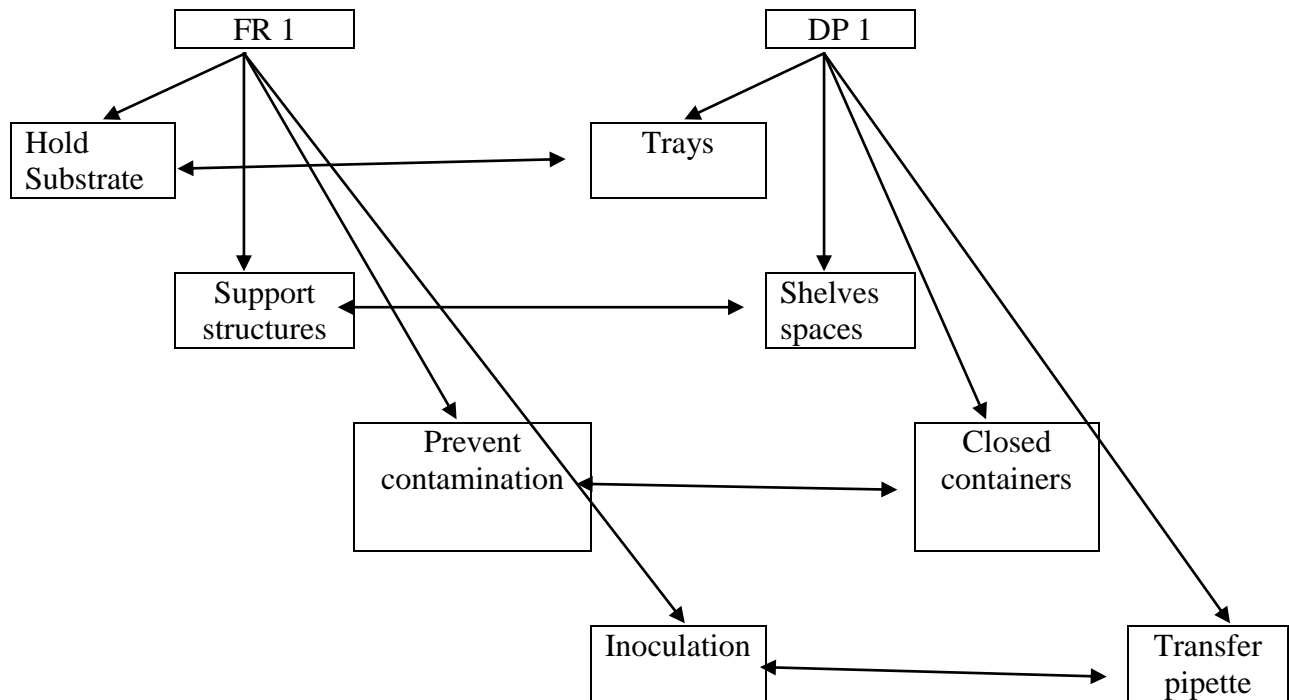 FR 1
DP 1
Hold
Substrate
Trays
Support
structures
Shelves
spaces
Prevent
contamination
Closed
containers
Inoculation
Transfer
pipette